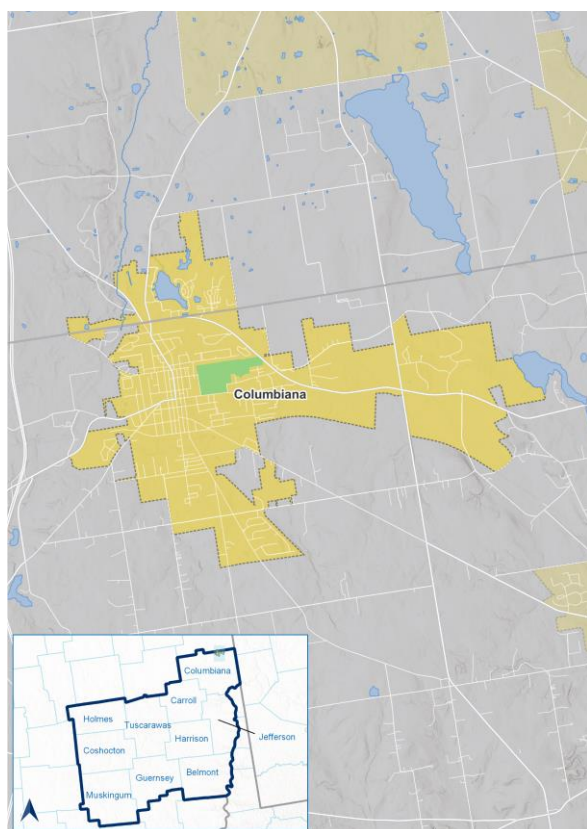 Columbiana
Columbiana
Carroll
Holmes
Tuscarawas
Jefferson
Harrison
Coshocton
Belmont
Guernsey
Muskingum